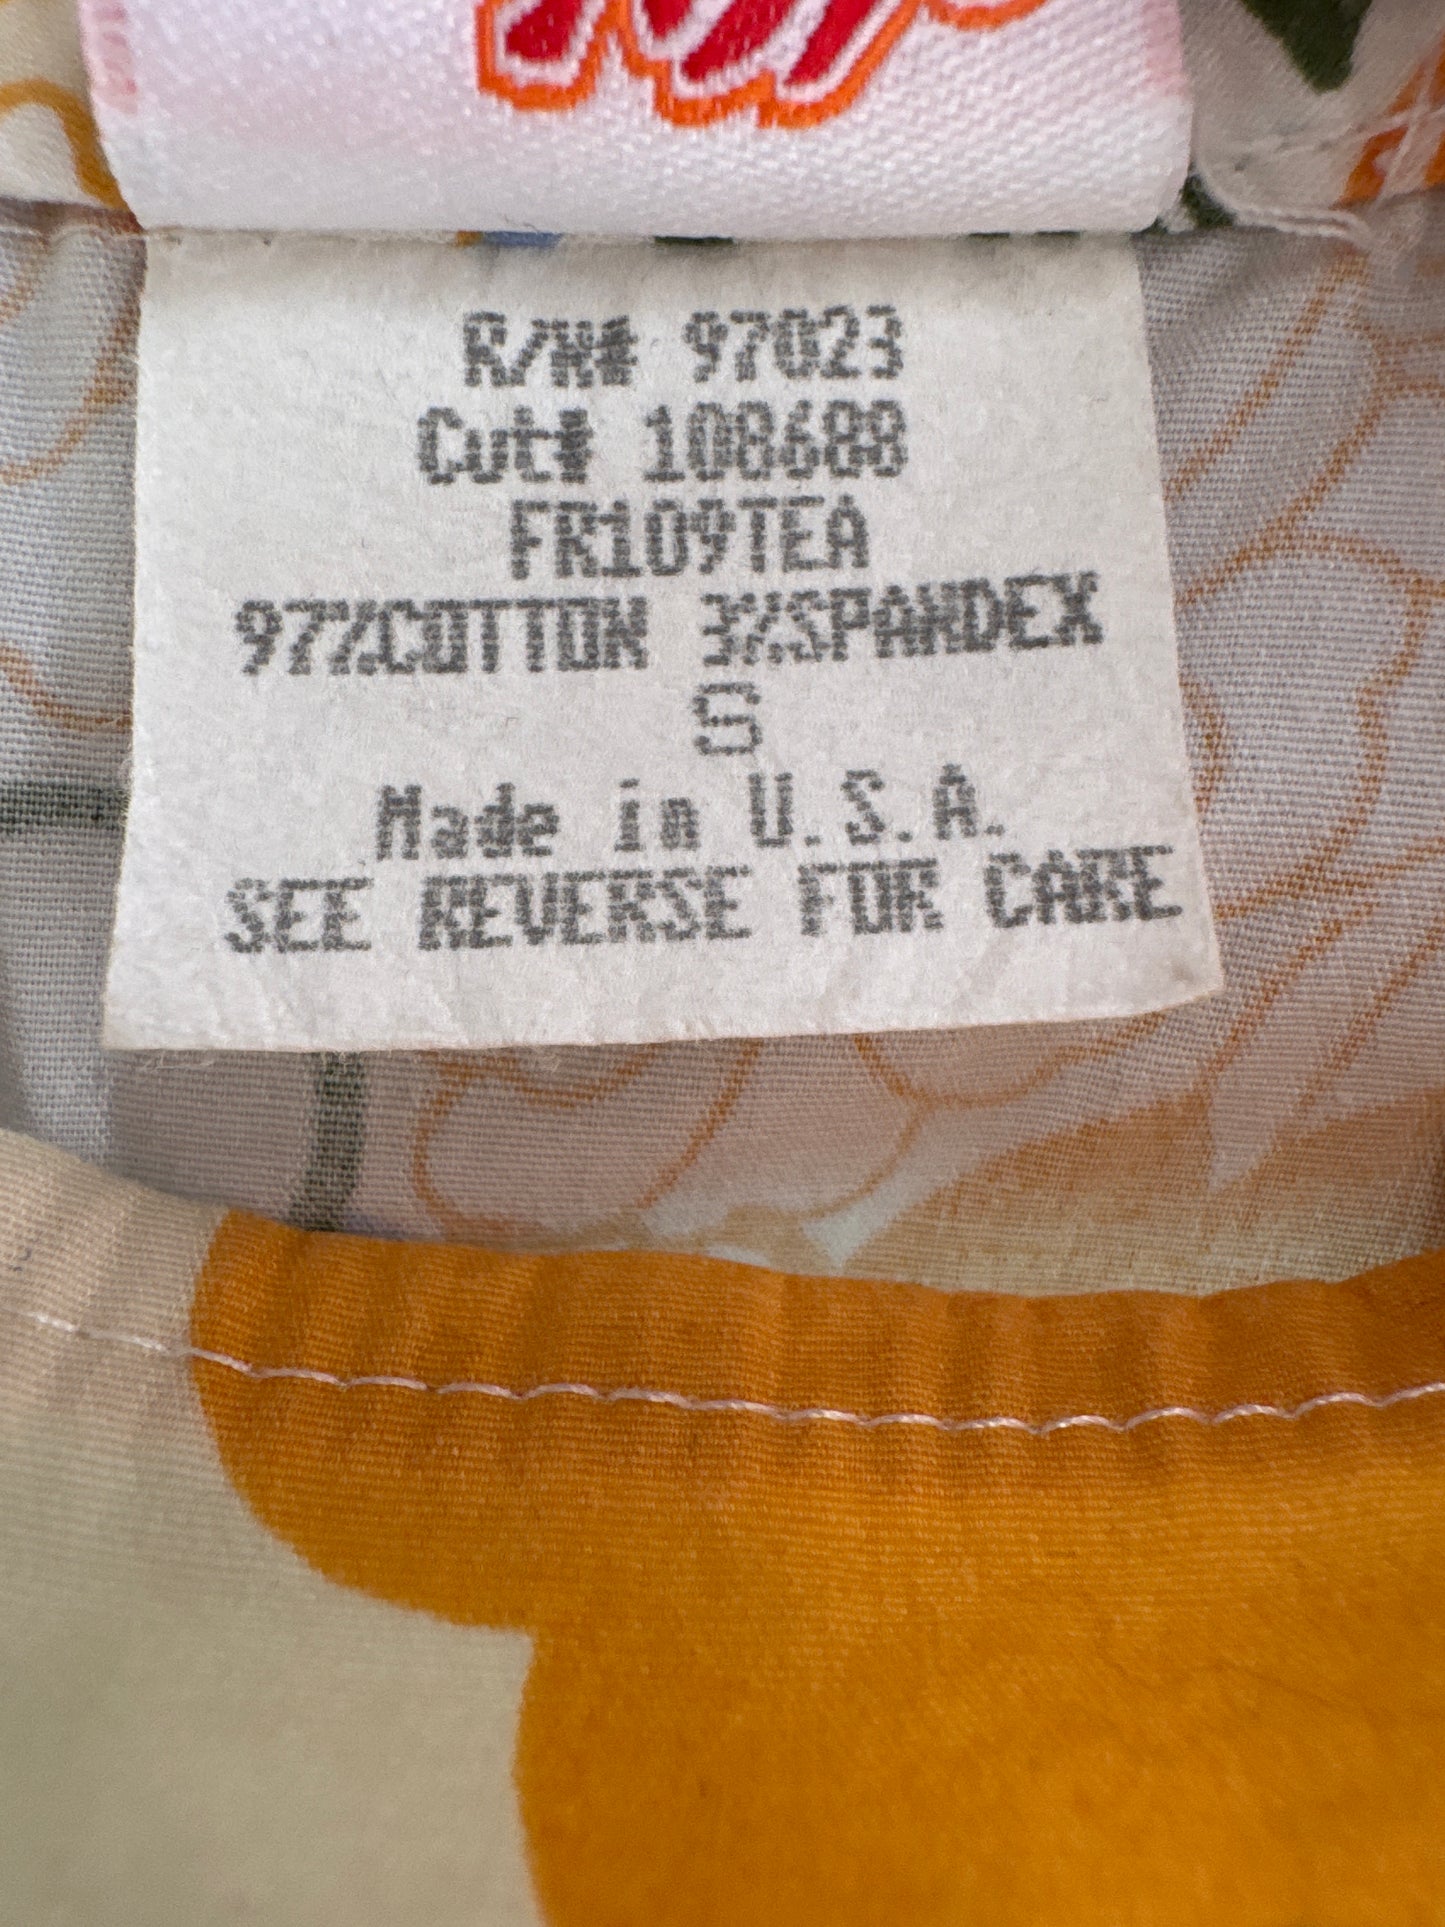 R/N# 97023
Cut# 108688
FR109TEA
97%COTTON 3%SPANDEX
S
Made in U.S.A.
SEE REVERSE FOR CARE